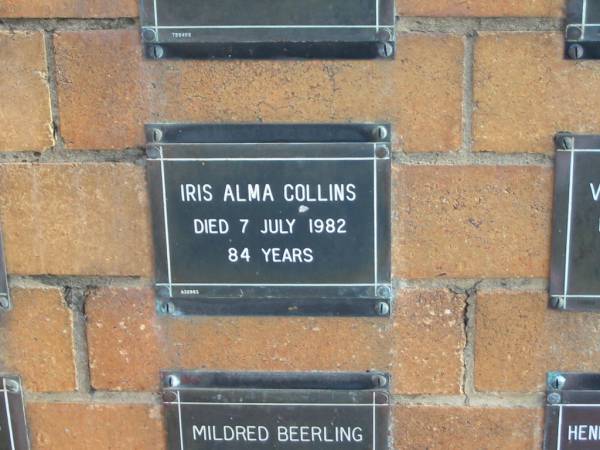 IRIS ALMA COLLINS
DIED 7 JULY 1982
84 YEARS
MILDRED BEERLING